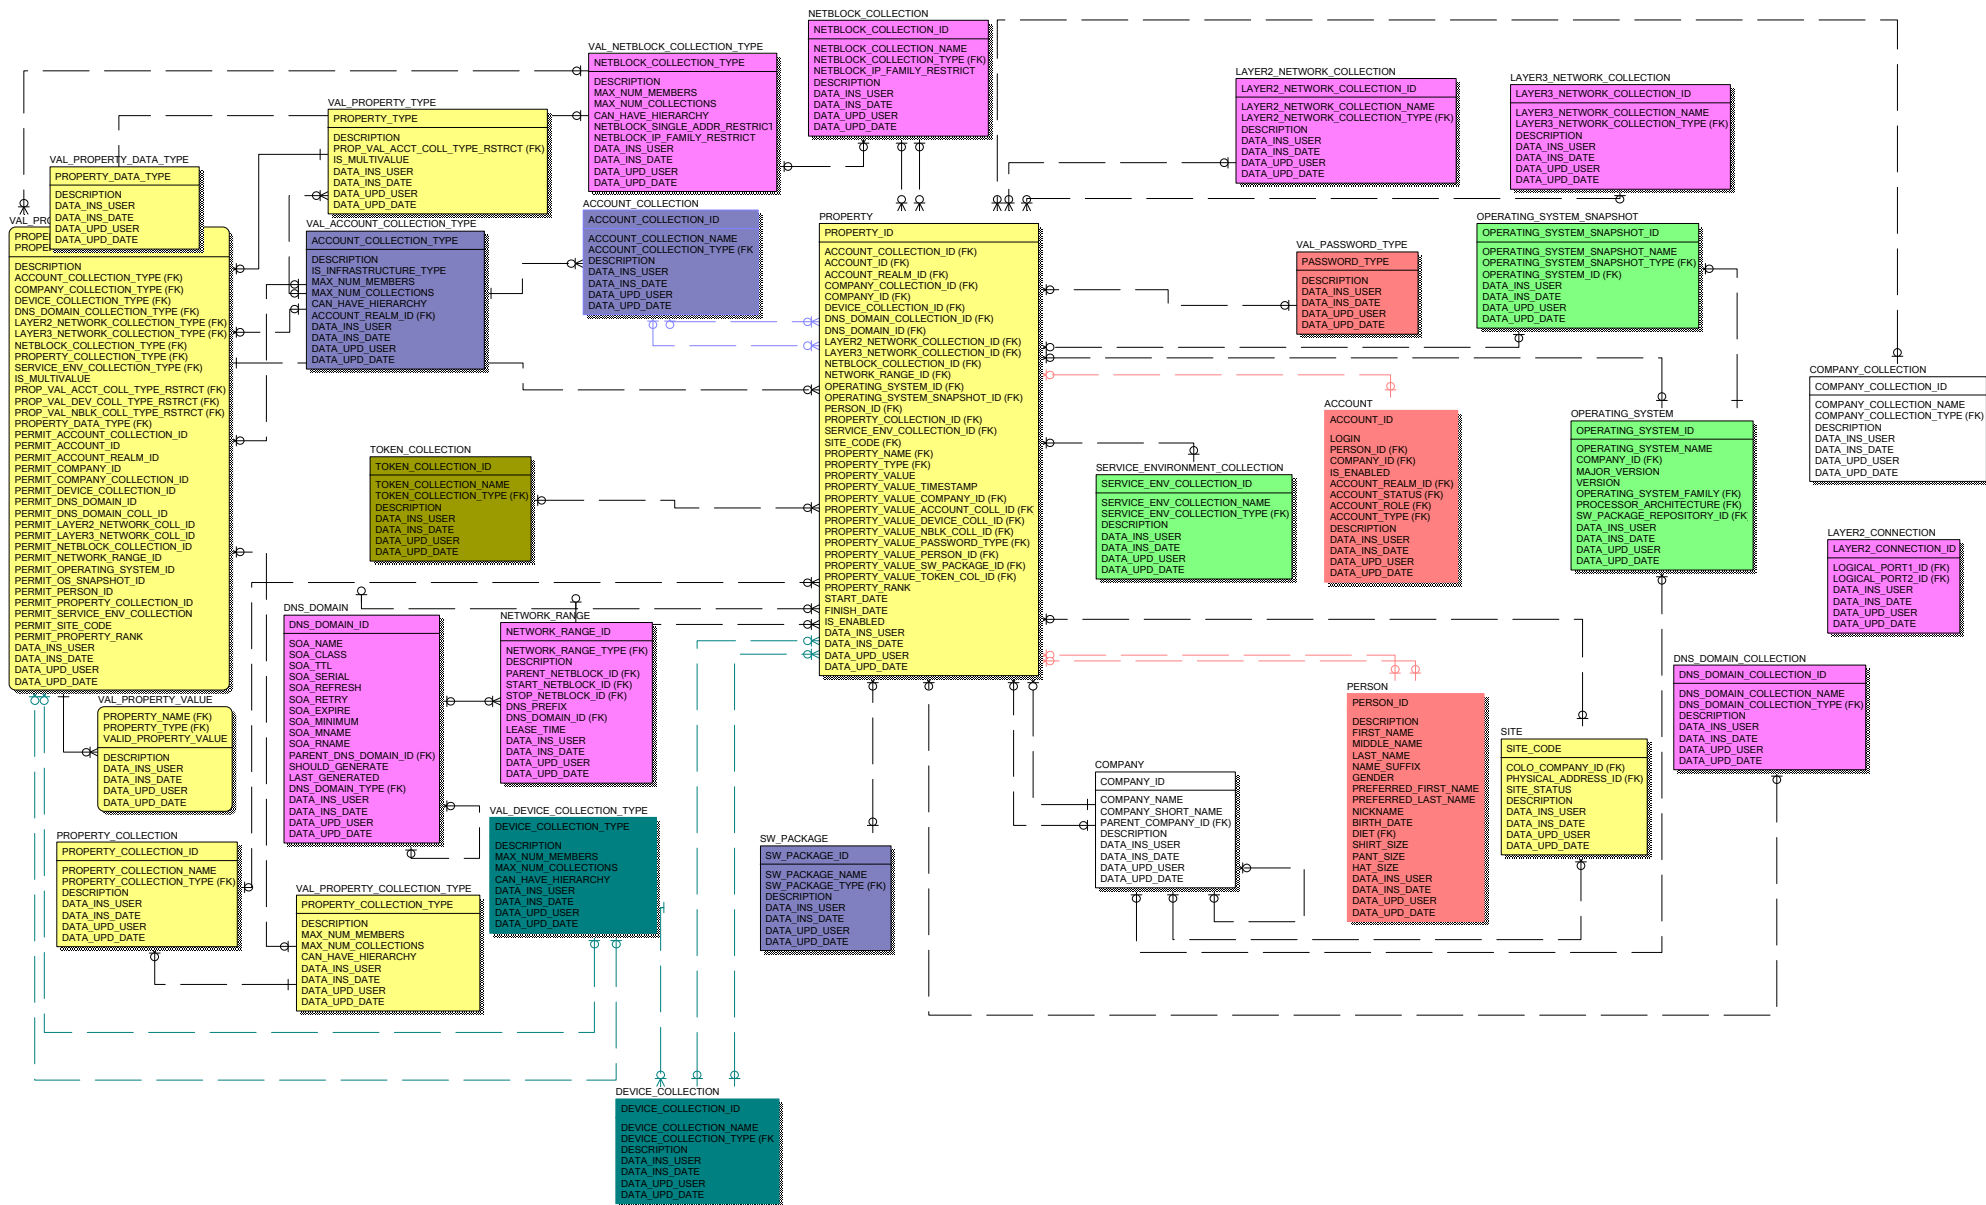 NETBLOCK_COLLECTION
NETBLOCK_COLLECTION_ID
NETBLOCK_COLLECTION_NAME
NETBLOCK_COLLECTION_TYPE (FK)
NETBLOCK_IP_FAMILY_RESTRICT
DESCRIPTION
DATA_INS_USER
DATA_INS_DATE
DATA_UPD_USER
DATA_UPD_DATE
VAL_NETBLOCK_COLLECTION_TYPE
NETBLOCK_COLLECTION_TYPE
DESCRIPTION
MAX_NUM_MEMBERS
MAX_NUM_COLLECTIONS
CAN_HAVE_HIERARCHY
NETBLOCK_SINGLE_ADDR_RESTRICT
NETBLOCK_IP_FAMILY_RESTRICT
DATA_INS_USER
DATA_INS_DATE
DATA_UPD_USER
DATA_UPD_DATE
LAYER2_NETWORK_COLLECTION
LAYER2_NETWORK_COLLECTION_ID
LAYER2_NETWORK_COLLECTION_NAME
LAYER2_NETWORK_COLLECTION_TYPE (FK)
DESCRIPTION
DATA_INS_USER
DATA_INS_DATE
DATA_UPD_USER
DATA_UPD_DATE
LAYER3_NETWORK_COLLECTION
LAYER3_NETWORK_COLLECTION_ID
LAYER3_NETWORK_COLLECTION_NAME
LAYER3_NETWORK_COLLECTION_TYPE (FK)
DESCRIPTION
DATA_INS_USER
DATA_INS_DATE
DATA_UPD_USER
DATA_UPD_DATE
VAL_PROPERTY_TYPE
PROPERTY_TYPE
DESCRIPTION
PROP_VAL_ACCT_COLL_TYPE_RSTRCT (FK)
IS_MULTIVALUE
DATA_INS_USER
DATA_INS_DATE
DATA_UPD_USER
DATA_UPD_DATE
VAL_PROPERTY_DATA_TYPE
PROPERTY_DATA_TYPE
DESCRIPTION
DATA_INS_USER
DATA_INS_DATE
DATA_UPD_USER
DATA_UPD_DATE
VAL_PRO
PROPE
PROPE
DESCRIPTION
ACCOUNT_COLLECTION_TYPE (FK)
COMPANY_COLLECTION_TYPE (FK)
DEVICE_COLLECTION_TYPE (FK)
DNS_DOMAIN_COLLECTION_TYPE (FK)
LAYER2_NETWORK_COLLECTION_TYPE (FK)
LAYER3_NETWORK_COLLECTION_TYPE (FK)
NETBLOCK_COLLECTION_TYPE (FK)
PROPERTY_COLLECTION_TYPE (FK)
SERVICE_ENV_COLLECTION_TYPE (FK)
IS_MULTIVALUE
PROP_VAL_ACCT_COLL_TYPE_RSTRCT (FK)
PROP_VAL_DEV_COLL_TYPE_RSTRCT (FK)
PROP_VAL_NBLK_COLL_TYPE_RSTRCT (FK)
PROPERTY_DATA_TYPE (FK)
PERMIT_ACCOUNT_COLLECTION_ID
PERMIT_ACCOUNT_ID
PERMIT_ACCOUNT_REALM_ID
PERMIT_COMPANY_ID
PERMIT_COMPANY_COLLECTION_ID
PERMIT_DEVICE_COLLECTION_ID
PERMIT_DNS_DOMAIN_ID
PERMIT_DNS_DOMAIN_COLL_ID
PERMIT_LAYER2_NETWORK_COLL_ID
PERMIT_LAYER3_NETWORK_COLL_ID
PERMIT_NETBLOCK_COLLECTION_ID
PERMIT_NETWORK_RANGE_ID
PERMIT_OPERATING_SYSTEM_ID
PERMIT_OS_SNAPSHOT_ID
PERMIT_PERSON_ID
PERMIT_PROPERTY_COLLECTION_ID
PERMIT_SERVICE_ENV_COLLECTION
PERMIT_SITE_CODE
PERMIT_PROPERTY_RANK
DATA_INS_USER
DATA_INS_DATE
DATA_UPD_USER
DATA_UPD_DATE
VAL_ACCOUNT_COLLECTION_TYPE
ACCOUNT_COLLECTION_TYPE
DESCRIPTION
IS_INFRASTRUCTURE_TYPE
MAX_NUM_MEMBERS
MAX_NUM_COLLECTIONS
CAN_HAVE_HIERARCHY
ACCOUNT_REALM_ID (FK)
DATA_INS_USER
DATA_INS_DATE
DATA_UPD_USER
DATA_UPD_DATE
ACCOUNT_COLLECTION
ACCOUNT_COLLECTION_ID
ACCOUNT_COLLECTION_NAME
ACCOUNT_COLLECTION_TYPE (FK
DESCRIPTION
DATA_INS_USER
DATA_INS_DATE
DATA_UPD_USER
DATA_UPD_DATE
PROPERTY
PROPERTY_ID
ACCOUNT_COLLECTION_ID (FK)
ACCOUNT_ID (FK)
ACCOUNT_REALM_ID (FK)
COMPANY_COLLECTION_ID (FK)
COMPANY_ID (FK)
DEVICE_COLLECTION_ID (FK)
DNS_DOMAIN_COLLECTION_ID (FK)
DNS_DOMAIN_ID (FK)
LAYER2_NETWORK_COLLECTION_ID (FK)
LAYER3_NETWORK_COLLECTION_ID (FK)
NETBLOCK_COLLECTION_ID (FK)
NETWORK_RANGE_ID (FK)
OPERATING_SYSTEM_ID (FK)
OPERATING_SYSTEM_SNAPSHOT_ID (FK)
PERSON_ID (FK)
PROPERTY_COLLECTION_ID (FK)
SERVICE_ENV_COLLECTION_ID (FK)
SITE_CODE (FK)
PROPERTY_NAME (FK)
PROPERTY_TYPE (FK)
PROPERTY_VALUE
PROPERTY_VALUE_TIMESTAMP
PROPERTY_VALUE_COMPANY_ID (FK)
PROPERTY_VALUE_ACCOUNT_COLL_ID (FK
PROPERTY_VALUE_DEVICE_COLL_ID (FK)
PROPERTY_VALUE_NBLK_COLL_ID (FK)
PROPERTY_VALUE_PASSWORD_TYPE (FK)
PROPERTY_VALUE_PERSON_ID (FK)
PROPERTY_VALUE_SW_PACKAGE_ID (FK)
PROPERTY_VALUE_TOKEN_COL_ID (FK)
PROPERTY_RANK
START_DATE
FINISH_DATE
IS_ENABLED
DATA_INS_USER
DATA_INS_DATE
DATA_UPD_USER
DATA_UPD_DATE
VAL_PASSWORD_TYPE
PASSWORD_TYPE
DESCRIPTION
DATA_INS_USER
DATA_INS_DATE
DATA_UPD_USER
DATA_UPD_DATE
OPERATING_SYSTEM_SNAPSHOT
OPERATING_SYSTEM_SNAPSHOT_ID
OPERATING_SYSTEM_SNAPSHOT_NAME
OPERATING_SYSTEM_SNAPSHOT_TYPE (FK)
OPERATING_SYSTEM_ID (FK)
DATA_INS_USER
DATA_INS_DATE
DATA_UPD_USER
DATA_UPD_DATE
COMPANY_COLLECTION
COMPANY_COLLECTION_ID
COMPANY_COLLECTION_NAME
COMPANY_COLLECTION_TYPE (FK)
DESCRIPTION
DATA_INS_USER
DATA_INS_DATE
DATA_UPD_USER
DATA_UPD_DATE
ACCOUNT
ACCOUNT_ID
LOGIN
PERSON_ID (FK)
COMPANY_ID (FK)
IS_ENABLED
ACCOUNT_REALM_ID (FK)
ACCOUNT_STATUS (FK)
ACCOUNT_ROLE (FK)
ACCOUNT_TYPE (FK)
DESCRIPTION
DATA_INS_USER
DATA_INS_DATE
DATA_UPD_USER
DATA_UPD_DATE
OPERATING_SYSTEM
OPERATING_SYSTEM_ID
OPERATING_SYSTEM_NAME
COMPANY_ID (FK)
MAJOR_VERSION
VERSION
OPERATING_SYSTEM_FAMILY (FK)
PROCESSOR_ARCHITECTURE (FK)
SW_PACKAGE_REPOSITORY_ID (FK
DATA_INS_USER
DATA_INS_DATE
DATA_UPD_USER
DATA_UPD_DATE
TOKEN_COLLECTION
TOKEN_COLLECTION_ID
TOKEN_COLLECTION_NAME
TOKEN_COLLECTION_TYPE (FK)
DESCRIPTION
DATA_INS_USER
DATA_INS_DATE
DATA_UPD_USER
DATA_UPD_DATE
SERVICE_ENVIRONMENT_COLLECTION
SERVICE_ENV_COLLECTION_ID
SERVICE_ENV_COLLECTION_NAME
SERVICE_ENV_COLLECTION_TYPE (FK)
DESCRIPTION
DATA_INS_USER
DATA_INS_DATE
DATA_UPD_USER
DATA_UPD_DATE
LAYER2_CONNECTION
LAYER2_CONNECTION_ID
LOGICAL_PORT1_ID (FK)
LOGICAL_PORT2_ID (FK)
DATA_INS_USER
DATA_INS_DATE
DATA_UPD_USER
DATA_UPD_DATE
DNS_DOMAIN
DNS_DOMAIN_ID
SOA_NAME
SOA_CLASS
SOA_TTL
SOA_SERIAL
SOA_REFRESH
SOA_RETRY
SOA_EXPIRE
SOA_MINIMUM
SOA_MNAME
SOA_RNAME
PARENT_DNS_DOMAIN_ID (FK)
SHOULD_GENERATE
LAST_GENERATED
DNS_DOMAIN_TYPE (FK)
DATA_INS_USER
DATA_INS_DATE
DATA_UPD_USER
DATA_UPD_DATE
NETWORK_RANGE
NETWORK_RANGE_ID
NETWORK_RANGE_TYPE (FK)
DESCRIPTION
PARENT_NETBLOCK_ID (FK)
START_NETBLOCK_ID (FK)
STOP_NETBLOCK_ID (FK)
DNS_PREFIX
DNS_DOMAIN_ID (FK)
LEASE_TIME
DATA_INS_USER
DATA_INS_DATE
DATA_UPD_USER
DATA_UPD_DATE
DNS_DOMAIN_COLLECTION
DNS_DOMAIN_COLLECTION_ID
DNS_DOMAIN_COLLECTION_NAME
DNS_DOMAIN_COLLECTION_TYPE (FK)
DESCRIPTION
DATA_INS_USER
DATA_INS_DATE
DATA_UPD_USER
DATA_UPD_DATE
PERSON
PERSON_ID
DESCRIPTION
FIRST_NAME
MIDDLE_NAME
LAST_NAME
NAME_SUFFIX
GENDER
PREFERRED_FIRST_NAME
PREFERRED_LAST_NAME
NICKNAME
BIRTH_DATE
DIET (FK)
SHIRT_SIZE
PANT_SIZE
HAT_SIZE
DATA_INS_USER
DATA_INS_DATE
DATA_UPD_USER
DATA_UPD_DATE
VAL_PROPERTY_VALUE
PROPERTY_NAME (FK)
PROPERTY_TYPE (FK)
VALID_PROPERTY_VALUE
DESCRIPTION
DATA_INS_USER
DATA_INS_DATE
DATA_UPD_USER
DATA_UPD_DATE
SITE
SITE_CODE
COLO_COMPANY_ID (FK)
PHYSICAL_ADDRESS_ID (FK)
SITE_STATUS
DESCRIPTION
DATA_INS_USER
DATA_INS_DATE
DATA_UPD_USER
DATA_UPD_DATE
COMPANY
COMPANY_ID
COMPANY_NAME
COMPANY_SHORT_NAME
PARENT_COMPANY_ID (FK)
DESCRIPTION
DATA_INS_USER
DATA_INS_DATE
DATA_UPD_USER
DATA_UPD_DATE
VAL_DEVICE_COLLECTION_TYPE
DEVICE_COLLECTION_TYPE
DESCRIPTION
MAX_NUM_MEMBERS
MAX_NUM_COLLECTIONS
CAN_HAVE_HIERARCHY
DATA_INS_USER
DATA_INS_DATE
DATA_UPD_USER
DATA_UPD_DATE
PROPERTY_COLLECTION
PROPERTY_COLLECTION_ID
PROPERTY_COLLECTION_NAME
PROPERTY_COLLECTION_TYPE (FK)
DESCRIPTION
DATA_INS_USER
DATA_INS_DATE
DATA_UPD_USER
DATA_UPD_DATE
SW_PACKAGE
SW_PACKAGE_ID
SW_PACKAGE_NAME
SW_PACKAGE_TYPE (FK)
DESCRIPTION
DATA_INS_USER
DATA_INS_DATE
DATA_UPD_USER
DATA_UPD_DATE
VAL_PROPERTY_COLLECTION_TYPE
PROPERTY_COLLECTION_TYPE
DESCRIPTION
MAX_NUM_MEMBERS
MAX_NUM_COLLECTIONS
CAN_HAVE_HIERARCHY
DATA_INS_USER
DATA_INS_DATE
DATA_UPD_USER
DATA_UPD_DATE
DEVICE_COLLECTION
DEVICE_COLLECTION_ID
DEVICE_COLLECTION_NAME
DEVICE_COLLECTION_TYPE (FK
DESCRIPTION
DATA_INS_USER
DATA_INS_DATE
DATA_UPD_USER
DATA_UPD_DATE